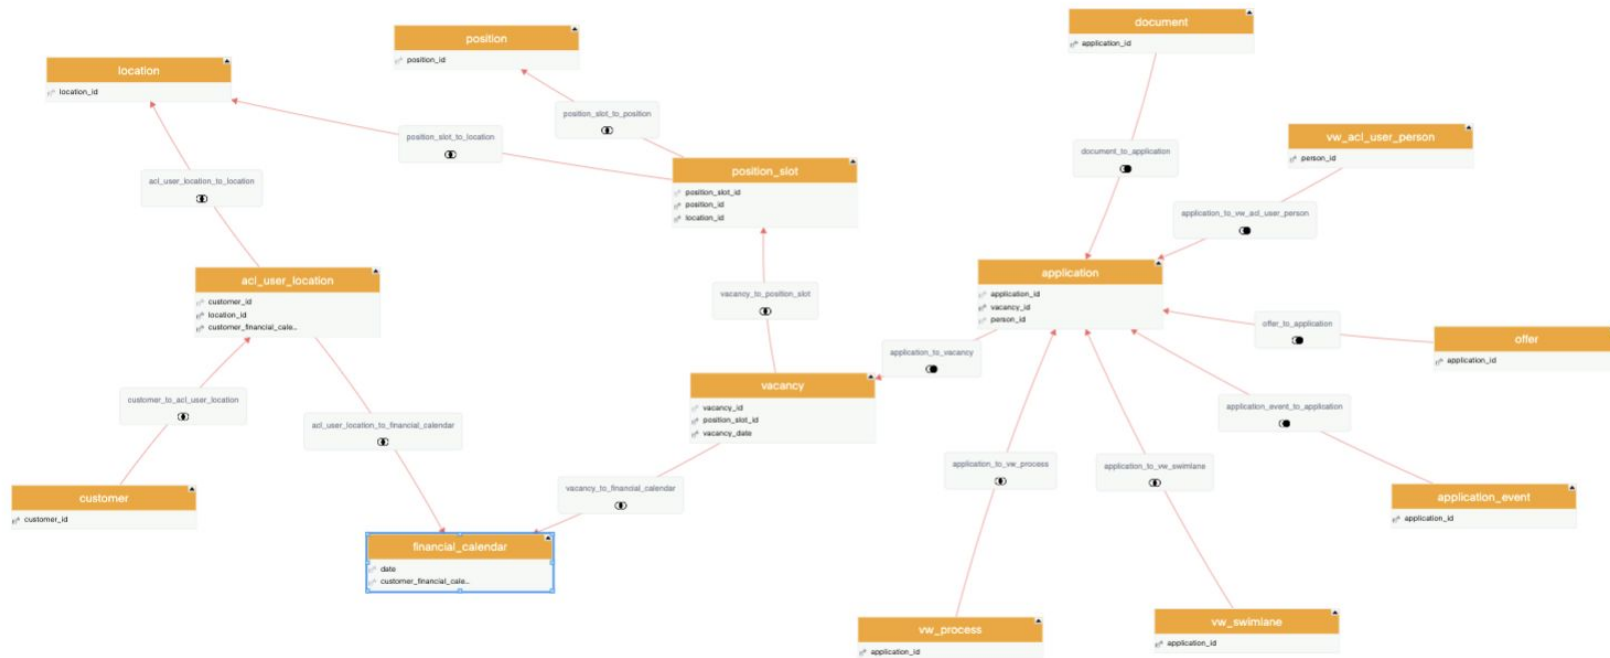 document
application_id
position
position_id
location
location_id
position_slot_to_position
position_slot_to_location
vw_acl_user_person
person_id
document_to_application
position_slot
position_slot_id
position_id
location_id
acl_user_location_to_location
application_to_vw_acl_user_person
acl_user_location
customer_id
location_id
customer_financial_cale...
application
application_id
vacancy_id
person_id
vacancy_to_position_slot
offer_to_application
offer
application_id
application_to_vacancy
vacancy
vacancy_id
position_slot_id
vacancy_date
customer_to_acl_user_location
acl_user_location_to_financial_calendar
application_event_to_application
application_to_vw_process
application_to_vw_swimlane
vacancy_to_financial_calendar
customer
customer_id
application_event
application_id
financial_calendar
date
customer_financial_cale...
vw_process
application_id
vw_swimlane
application_id